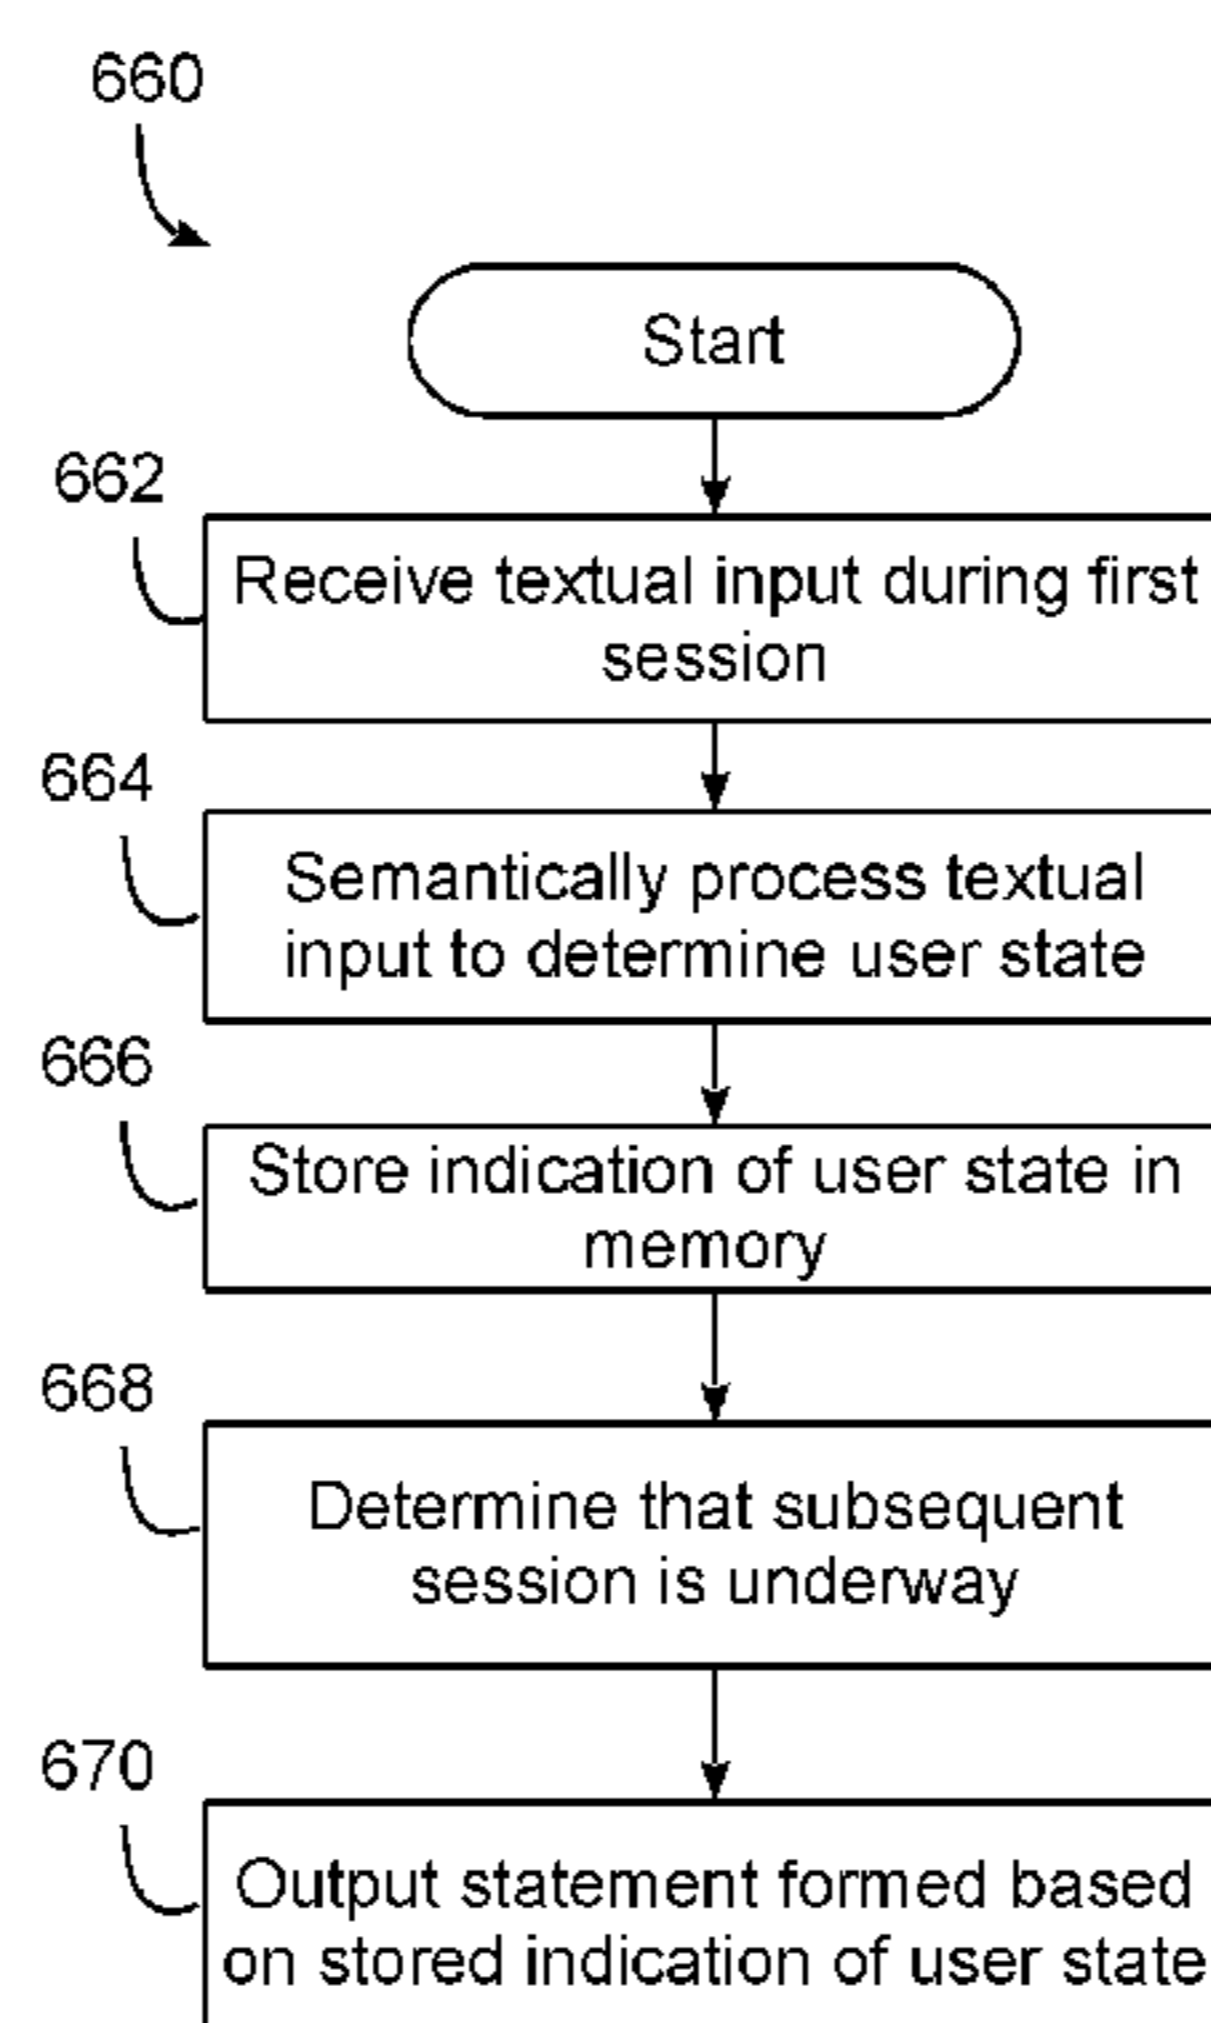 660
Start
662
Receive textual input during first
session
664
Semantically process textual
input to determine user state
666
Store indication of user state in
memory
668
Determine that subsequent
session is underway
670
Output statement formed based
on stored indication of user state